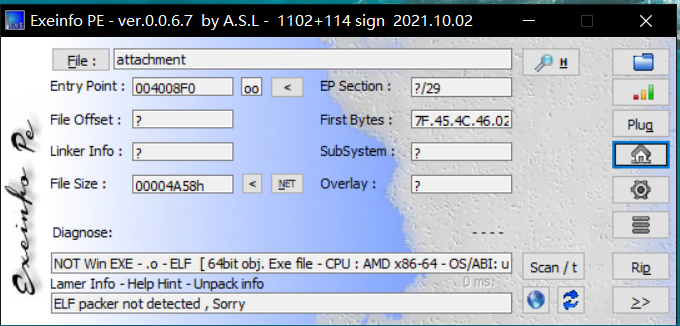 Exeinfo PE - ver.0.0.6.7 by A.S.L - 1102+114 sign 2021.10.02
File : attachment H
Entry Point : 004008F0 oo < EP Section : ?/29
File Offset : ? First Bytes : 7F.45.4C.46.02 Plug
Linker Info : ? SubSystem : ?
File Size : 00004A58h < NET Overlay : ?
Diagnose: - - - -
NOT Win EXE - .o - ELF [ 64bit obj. Exe file - CPU : AMD x86-64 - OS/ABI: u Scan / t Rip
Lamer Info - Help Hint - Unpack info 0 ms.
ELF packer not detected , Sorry >>
Exeinfo Pe